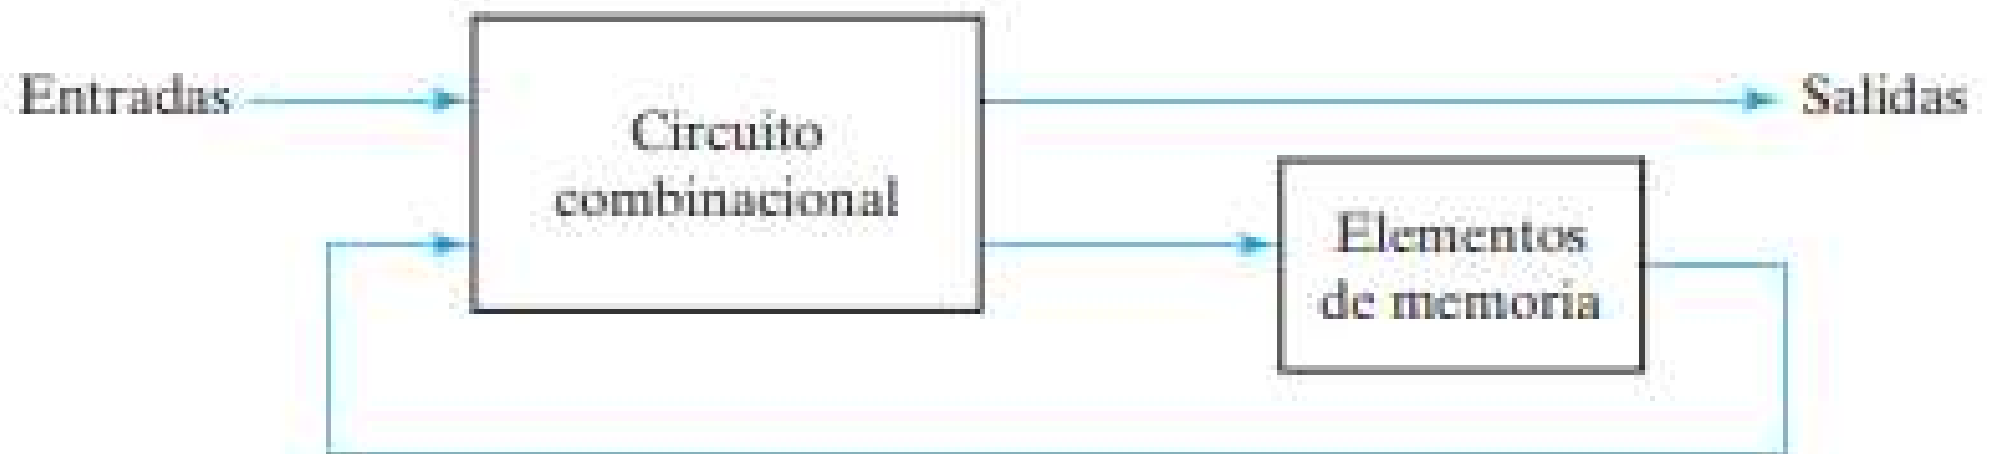 Entradas
Circuito
combinacional
Salidas
Elementos
de memoria